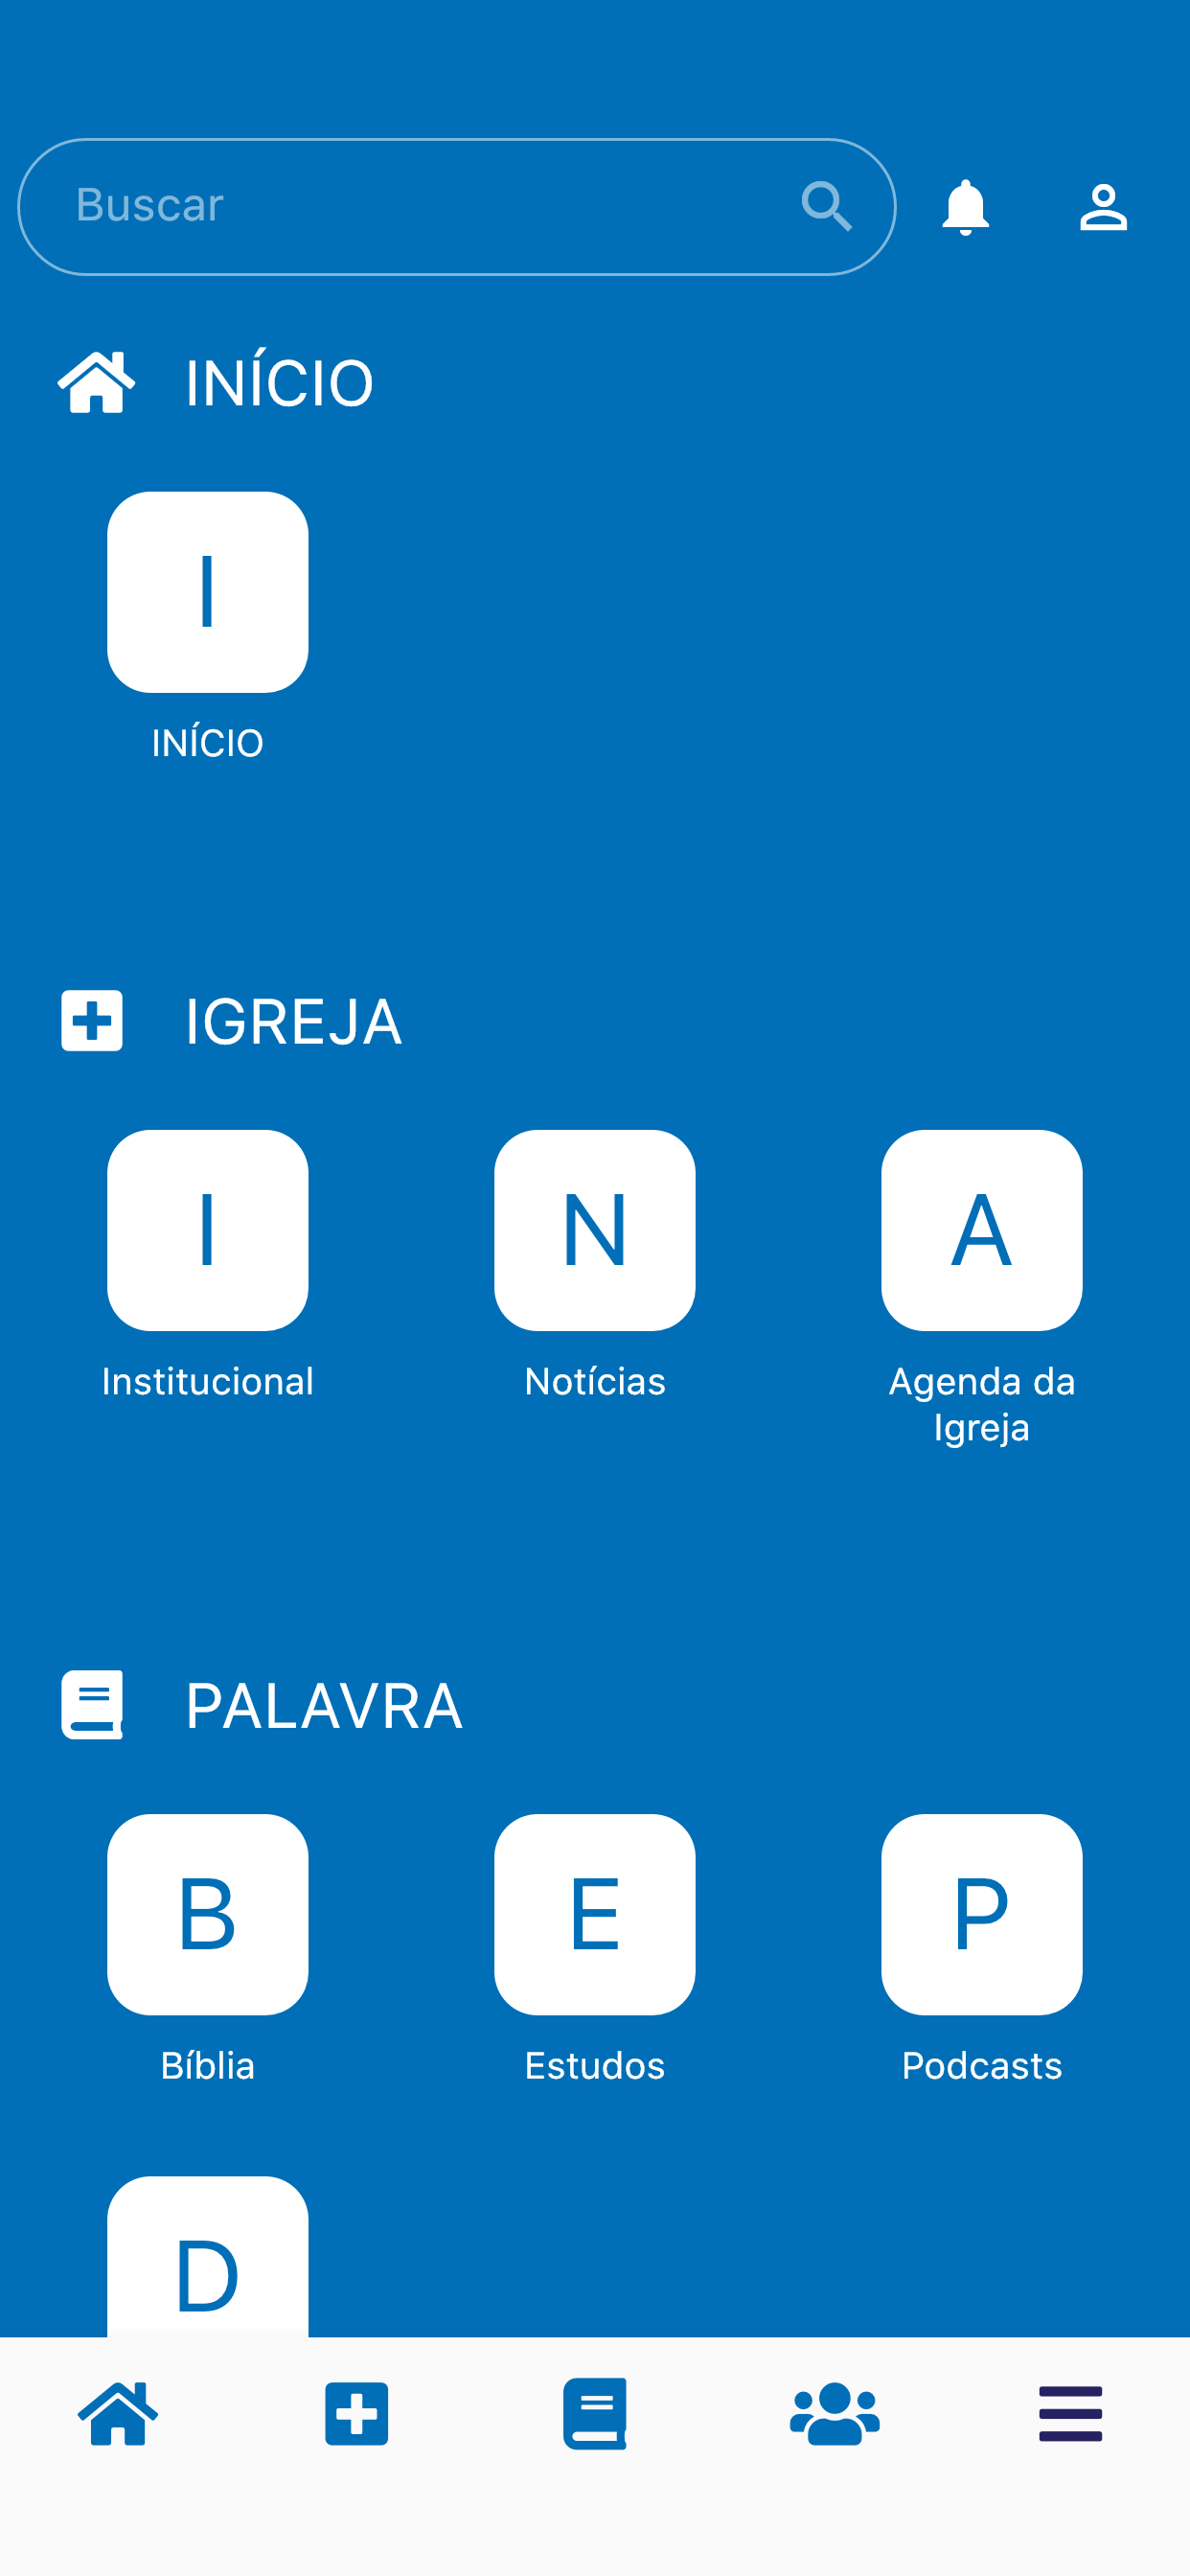 Buscar
INÍCIO
I
INÍCIO
IGREJA
I
N
A
Institucional
Notícias
Agenda da
Igreja
PALAVRA
B
E
P
Bíblia
Estudos
Podcasts
D